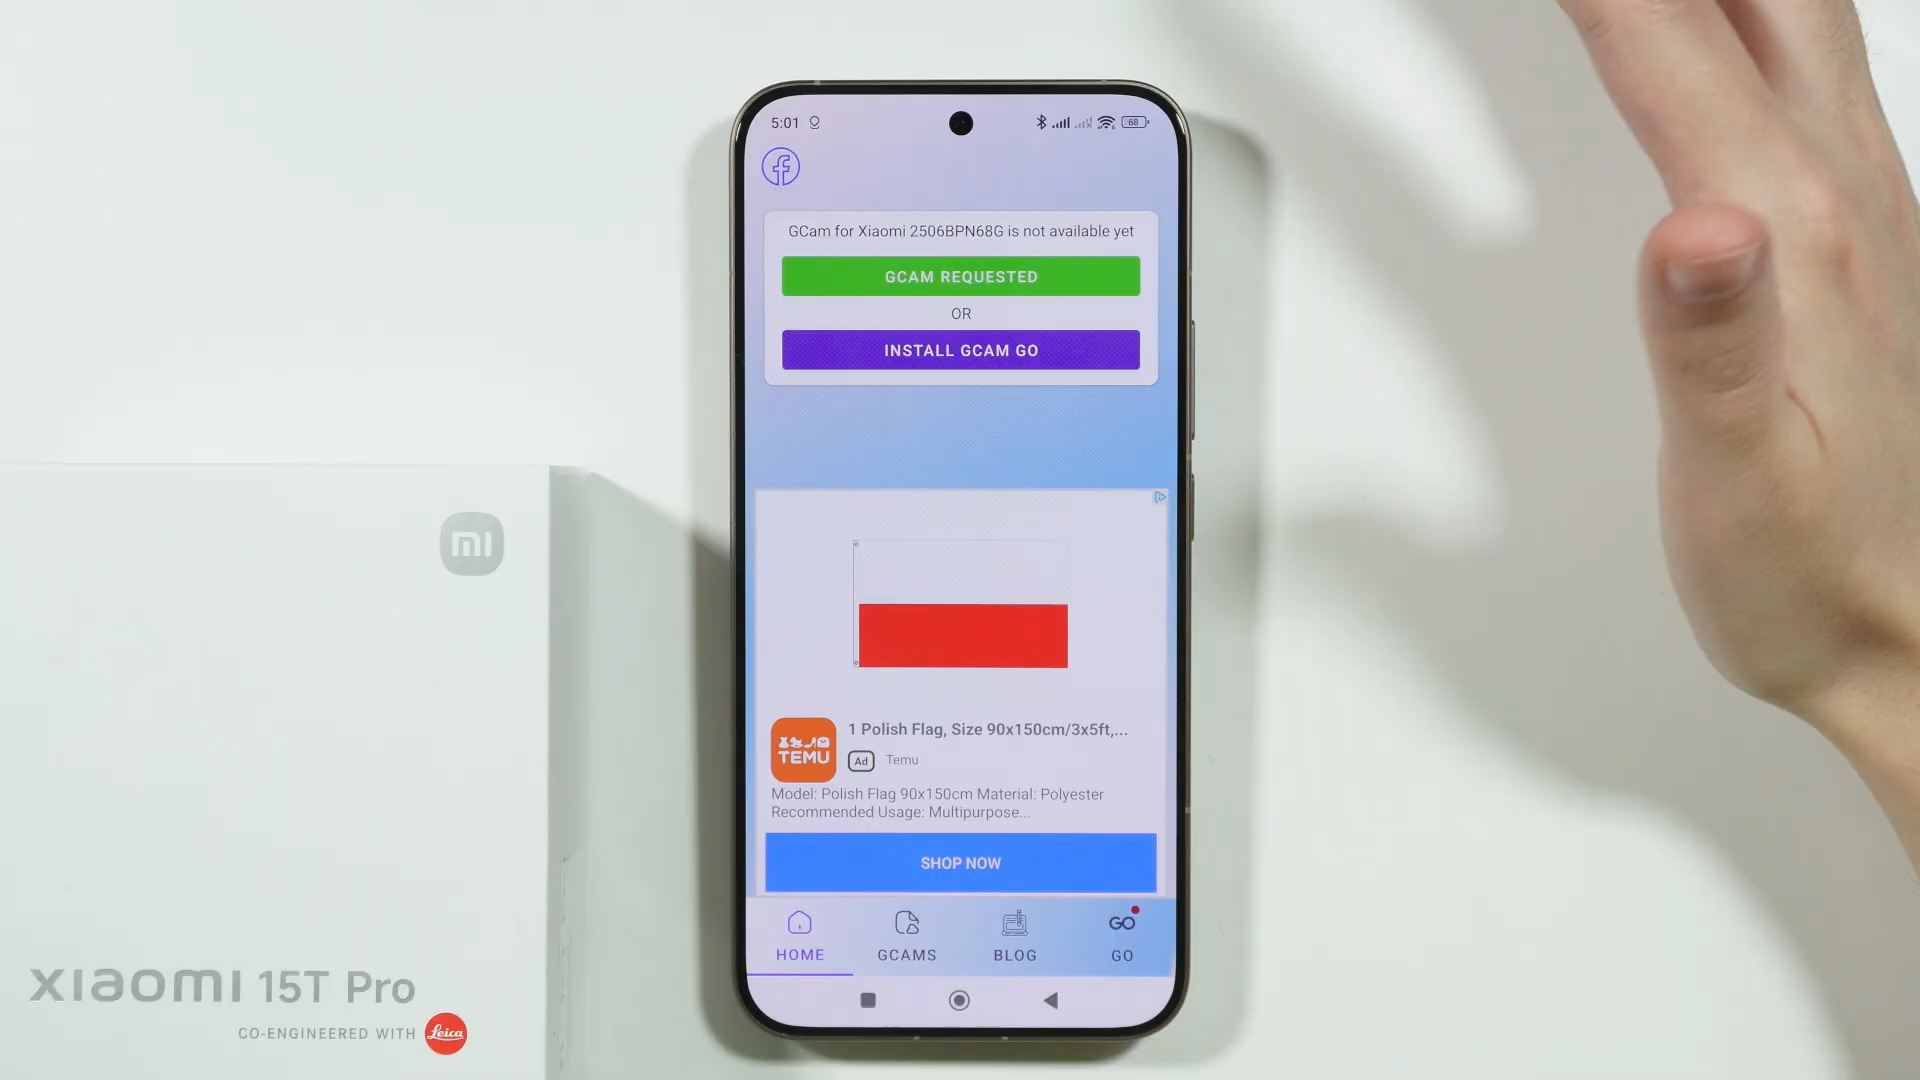 5:01
68
GCam for Xiaomi 2506BPN68G is not available yet
GCAM REQUESTED
OR
INSTALL GCAM GO
1 Polish Flag, Size 90x150cm/3x5ft,...
TEMU
Ad Temu
Model: Polish Flag 90x150cm Material: Polyester
Recommended Usage: Multipurpose...
SHOP NOW
GO
HOME GCAMS BLOG GO
mi
xiaomi 15T Pro
CO-ENGINEERED WITH Leica